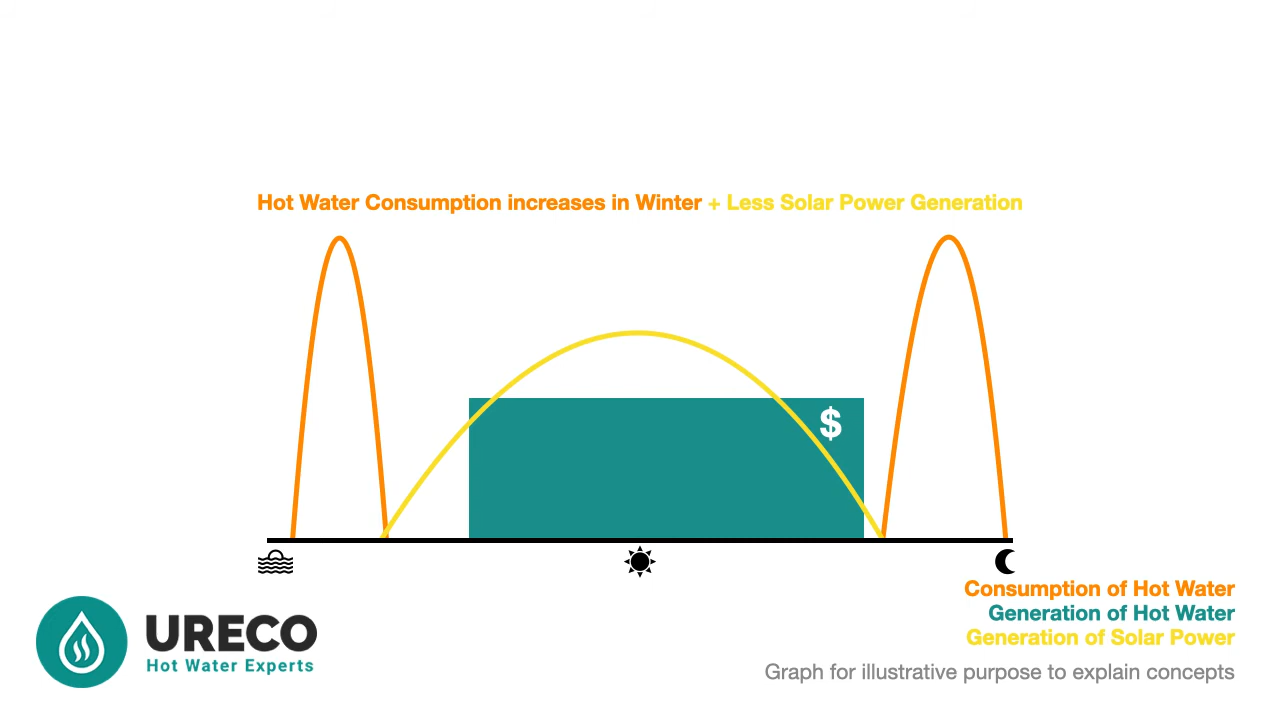 Hot Water Consumption increases in Winter + Less Solar Power Generation
$
Consumption of Hot Water
Generation of Hot Water
Generation of Solar Power
Graph for illustrative purpose to explain concepts
URECO
Hot Water Experts